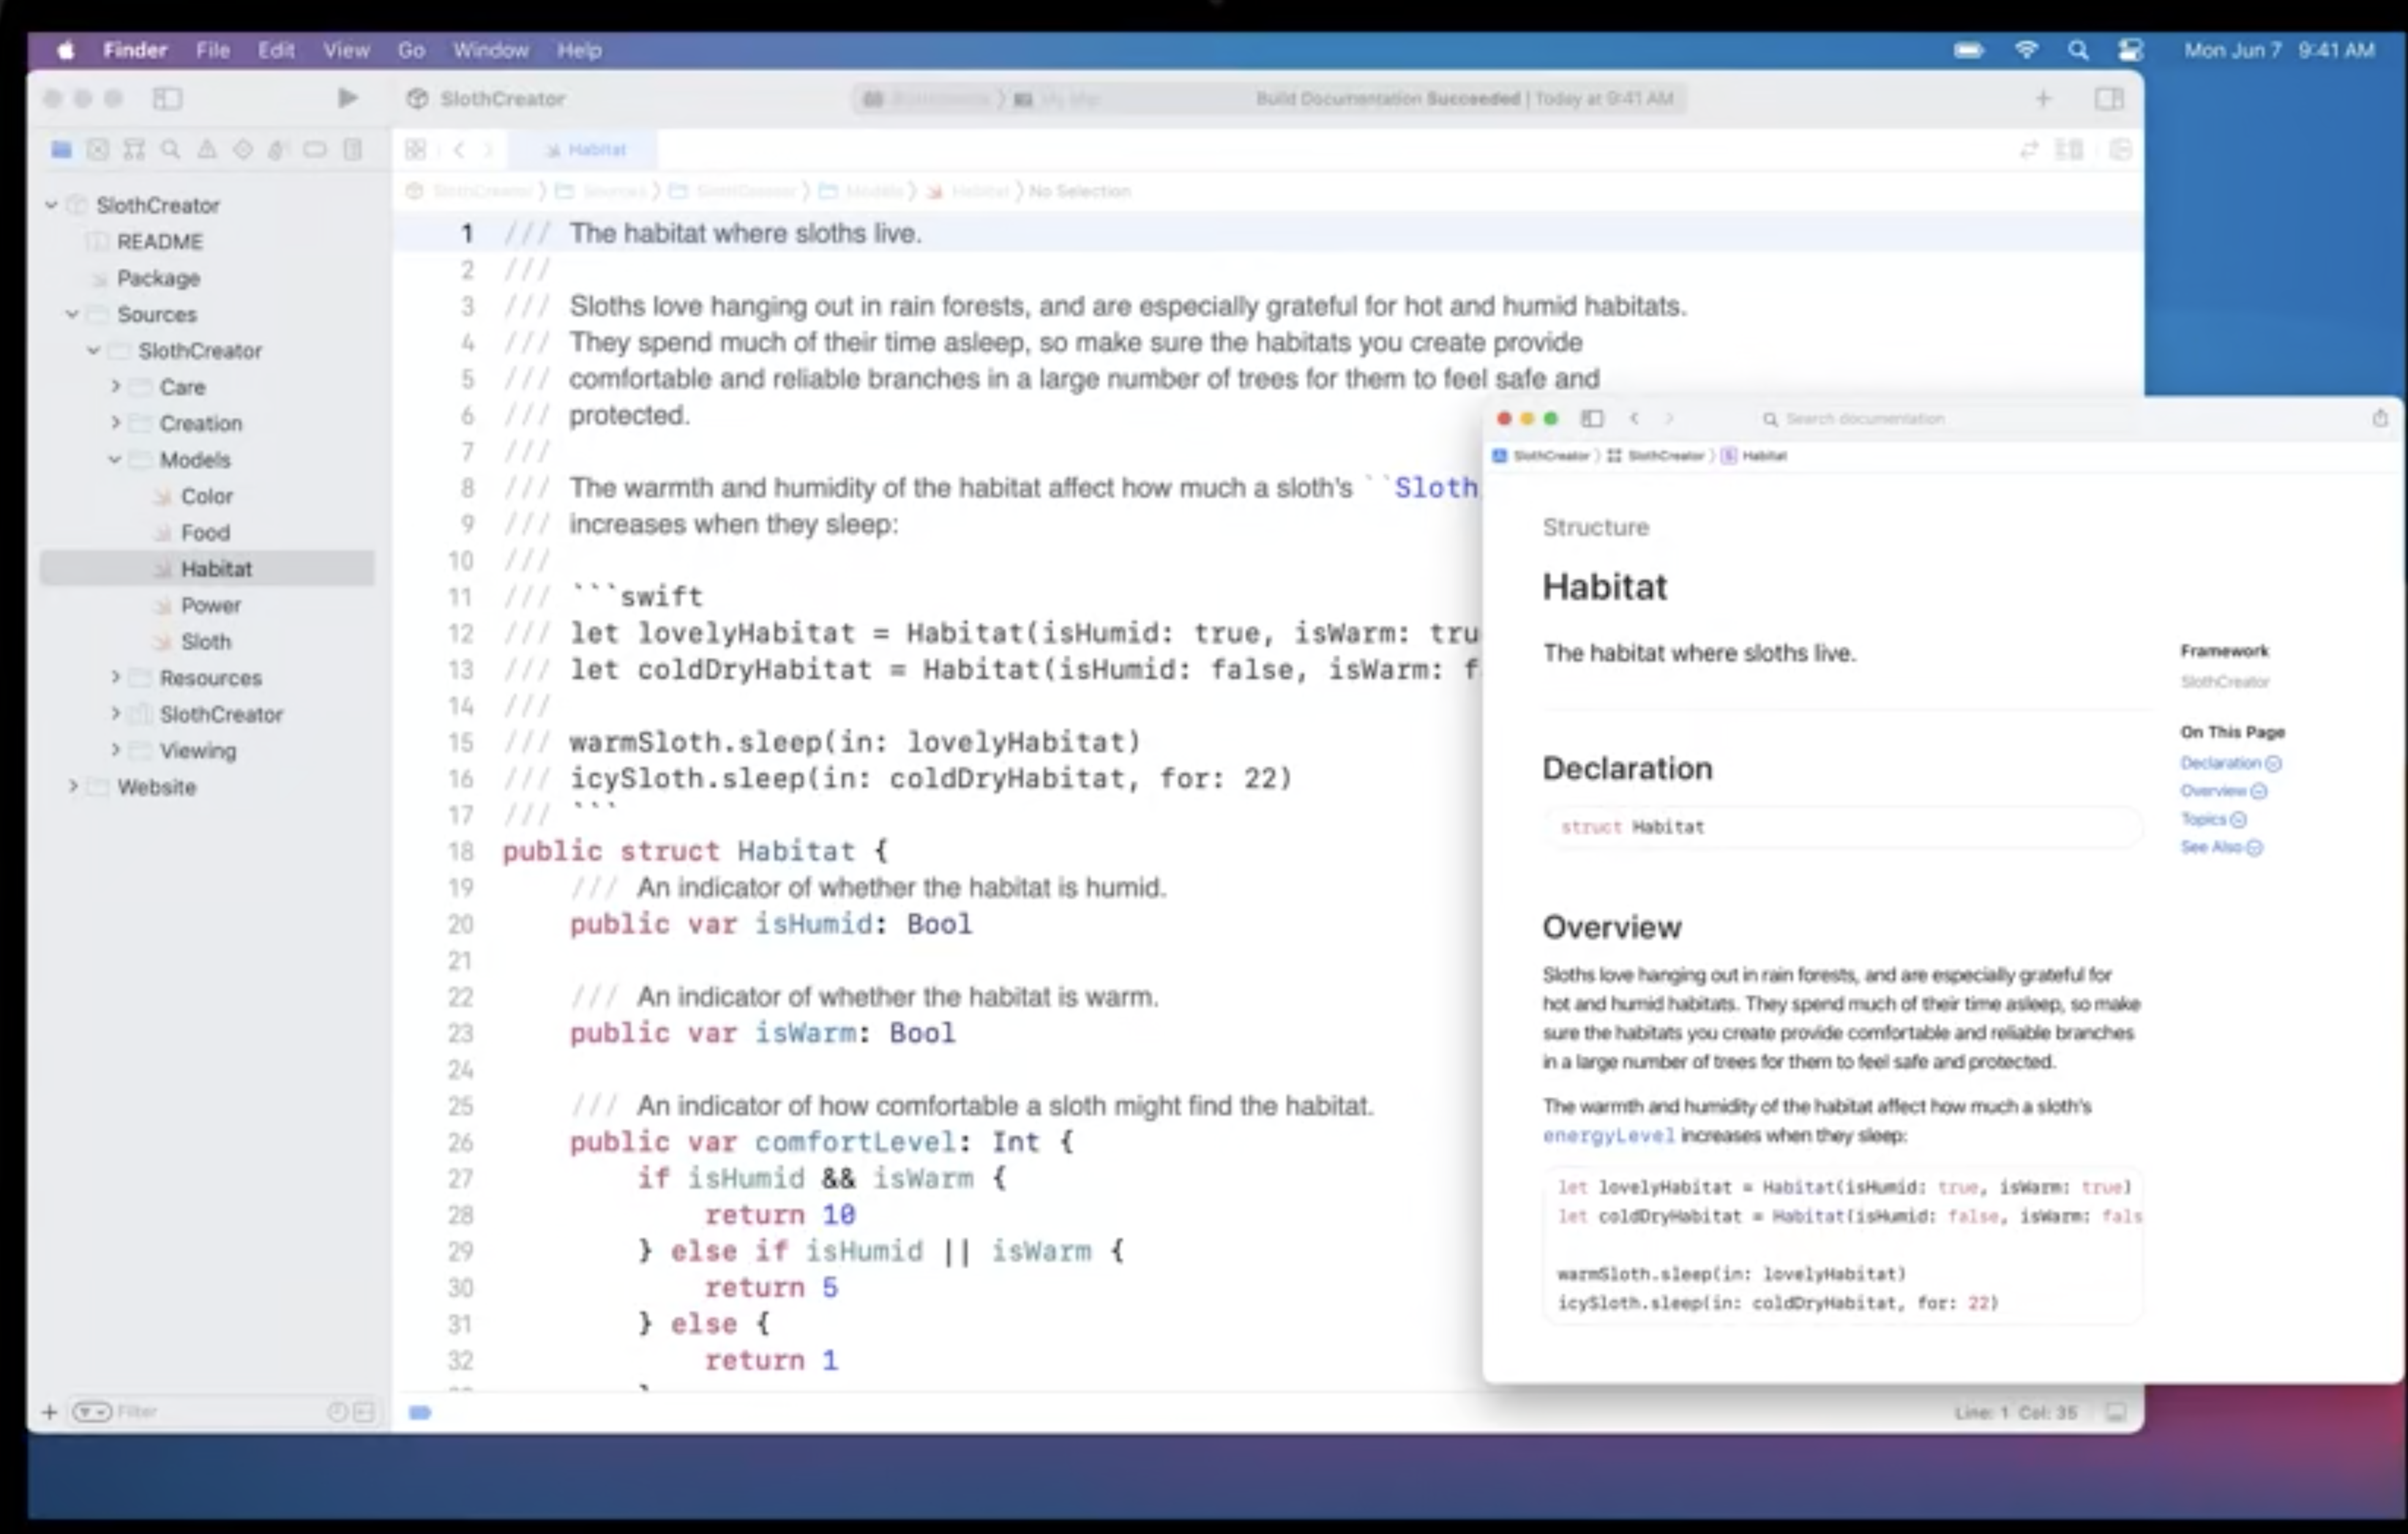 Finder File Edit View Go Window Help
Mon Jun 7 9:41 AM
SlothCreator
Build Documentation Succeeded | Today at 9:41 AM
Habitat
SlothCreator Sources SlothCreator Models Habitat No Selection
SlothCreator
README
Package
Sources
SlothCreator
Care
Creation
Models
Color
Food
Habitat
Power
Sloth
Resources
SlothCreator
Viewing
Website
Filter
1 /// The habitat where sloths live.
2 ///
3 /// Sloths love hanging out in rain forests, and are especially grateful for hot and humid habitats.
4 /// They spend much of their time asleep, so make sure the habitats you create provide
5 /// comfortable and reliable branches in a large number of trees for them to feel safe and
6 /// protected.
7 ///
8 /// The warmth and humidity of the habitat affect how much a sloth's ``Sloth
9 /// increases when they sleep:
10 ///
11 /// ```swift
12 /// let lovelyHabitat = Habitat(isHumid: true, isWarm: tru
13 /// let coldDryHabitat = Habitat(isHumid: false, isWarm: f
14 ///
15 /// warmSloth.sleep(in: lovelyHabitat)
16 /// icySloth.sleep(in: coldDryHabitat, for: 22)
17 /// ```
18 public struct Habitat {
19 /// An indicator of whether the habitat is humid.
20 public var isHumid: Bool
21
22 /// An indicator of whether the habitat is warm.
23 public var isWarm: Bool
24
25 /// An indicator of how comfortable a sloth might find the habitat.
26 public var comfortLevel: Int {
27 if isHumid && isWarm {
28 return 10
29 } else if isHumid || isWarm {
30 return 5
31 } else {
32 return 1
Line: 1 Col: 35
Search documentation
SlothCreator SlothCreator S Habitat
Structure
Habitat
The habitat where sloths live.
Declaration
struct Habitat
Overview
Sloths love hanging out in rain forests, and are especially grateful for
hot and humid habitats. They spend much of their time asleep, so make
sure the habitats you create provide comfortable and reliable branches
in a large number of trees for them to feel safe and protected.
The warmth and humidity of the habitat affect how much a sloth's
energyLevel increases when they sleep:
let lovelyHabitat = Habitat(isHumid: true, isWarm: true)
let coldDryHabitat = Habitat(isHumid: false, isWarm: fals
warmSloth.sleep(in: lovelyHabitat)
icySloth.sleep(in: coldDryHabitat, for: 22)
Framework
SlothCreator
On This Page
Declaration
Overview
Topics
See Also